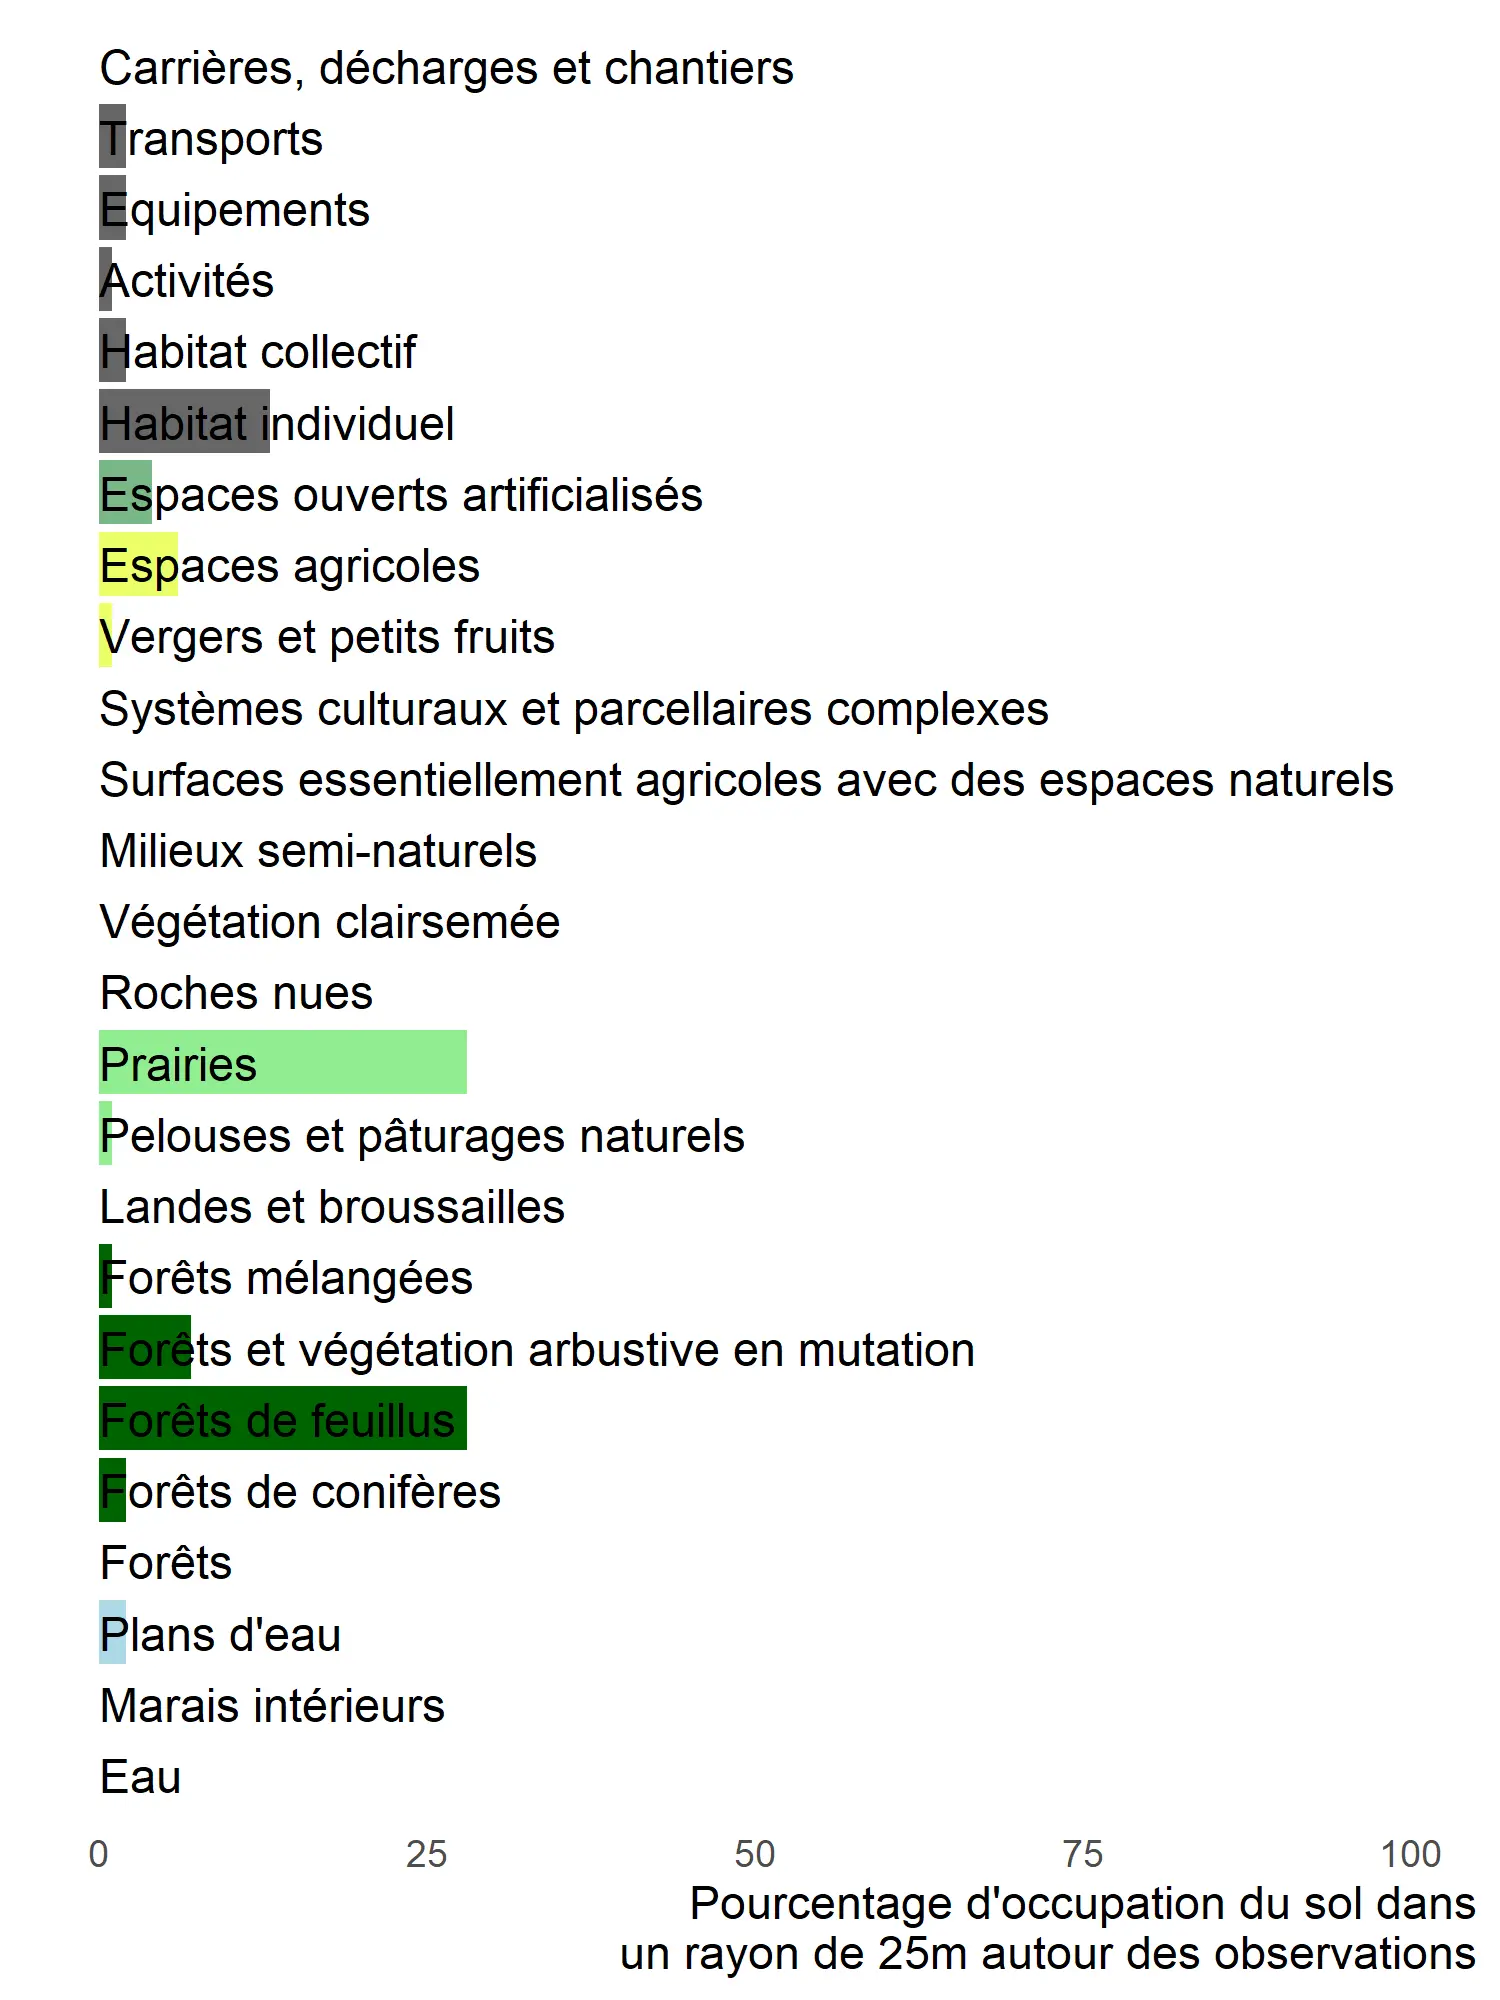 Carrières, décharges et chantiers
Transports
Equipements
Activités
Habitat collectif
Habitat individuel
Espaces ouverts artificialisés
Espaces agricoles
Vergers et petits fruits
Systèmes culturaux et parcellaires complexes
Surfaces essentiellement agricoles avec des espaces naturels
Milieux semi-naturels
Végétation clairsemée
Roches nues
Prairies
Pelouses et pâturages naturels
Landes et broussailles
Forêts mélangées
Forêts et végétation arbustive en mutation
Forêts de feuillus
Forêts de conifères
Forêts
Plans d'eau
Marais intérieurs
Eau
0 25 50 75 100
Pourcentage d'occupation du sol dans
un rayon de 25m autour des observations